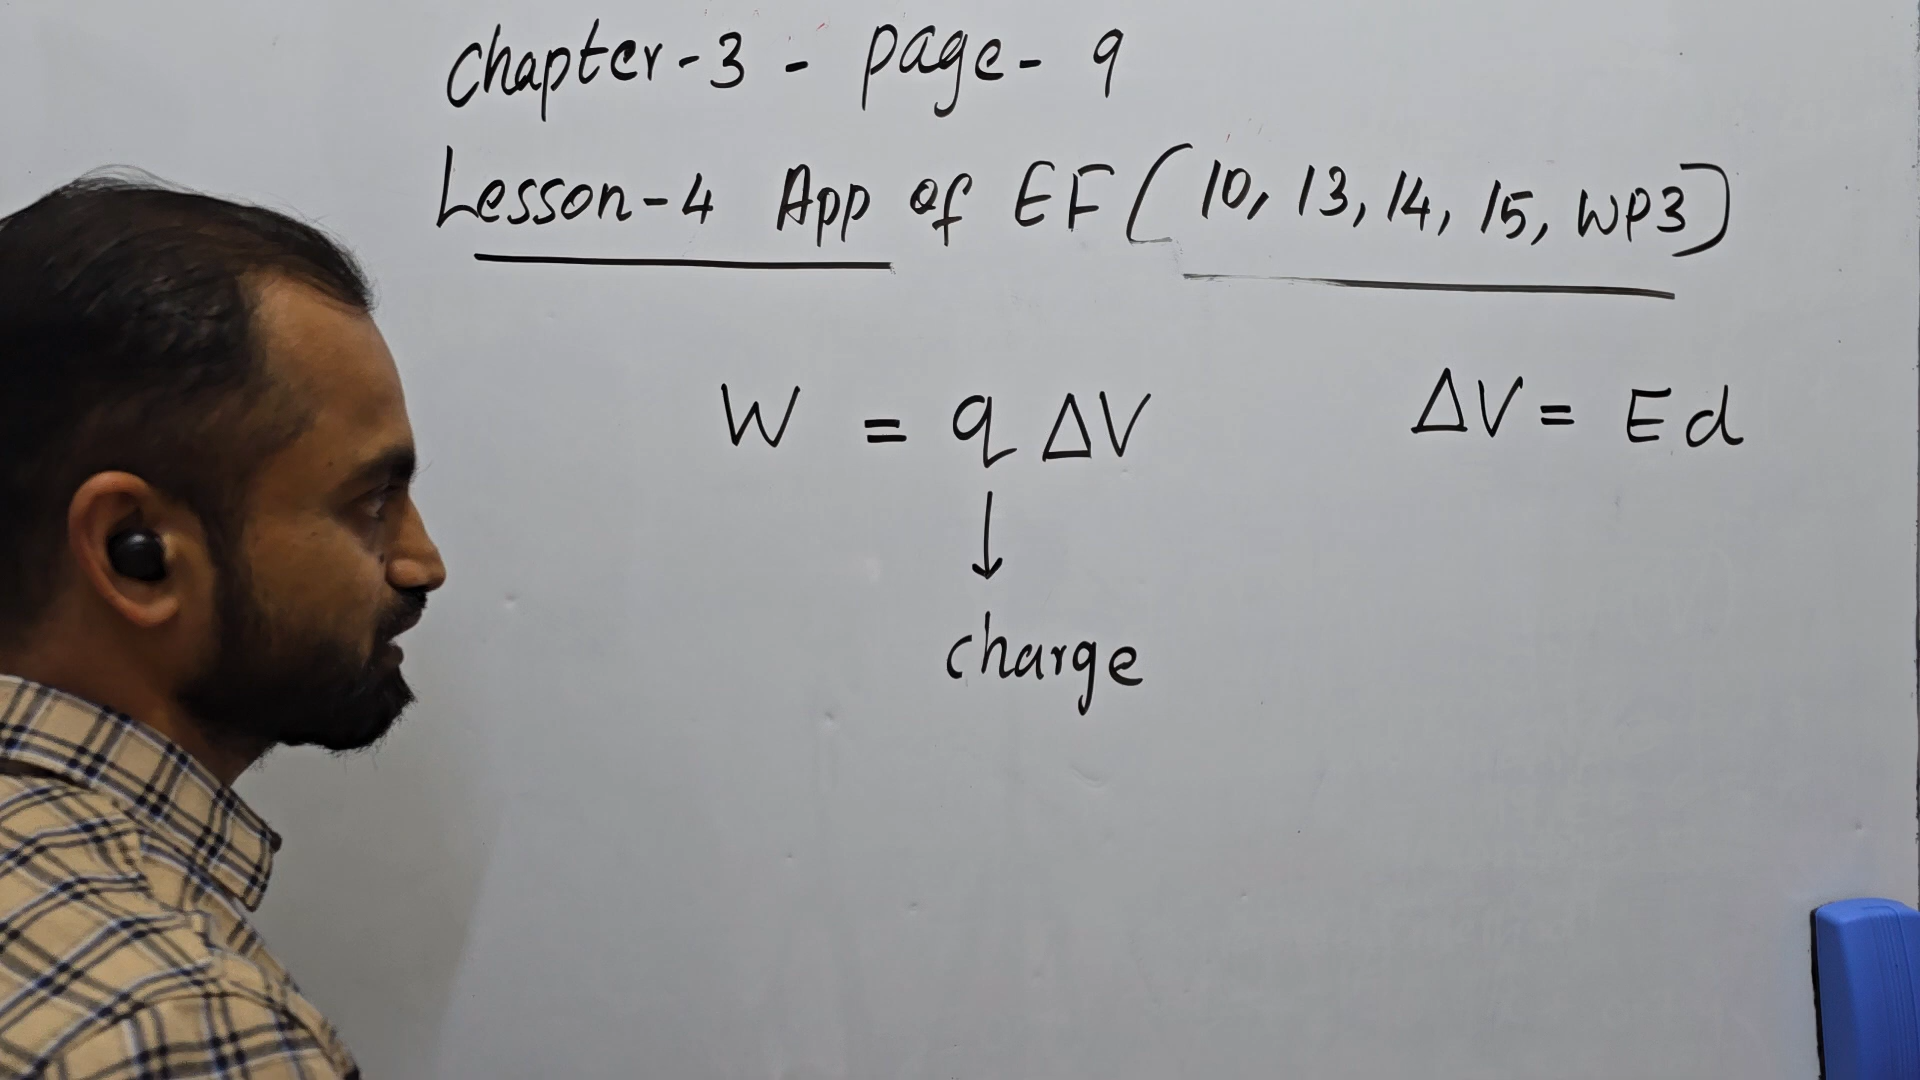 Chapter-3 - page- 9
Lesson-4 App of EF (10, 13, 14, 15, WP3)
W = q ΔV ΔV = Ed
↓
charge